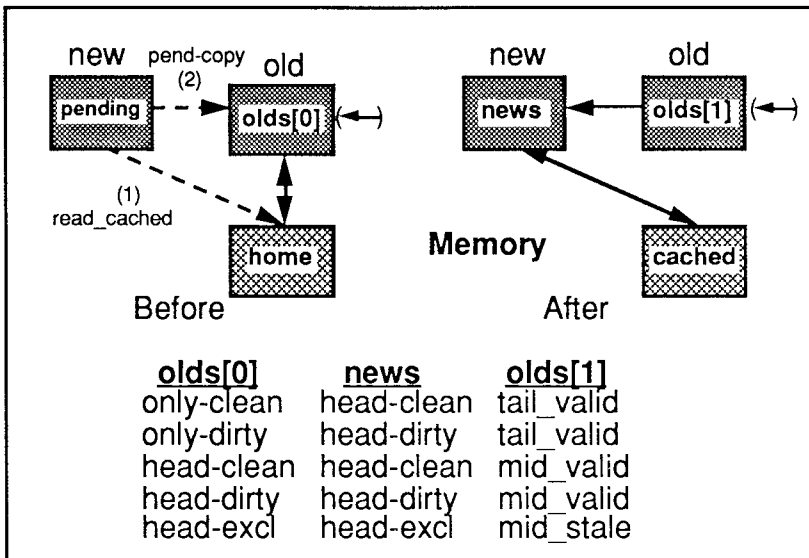 new pend-copy old new old
(2)
pending olds[0] news olds[1]
(1)
read_cached
home Memory cached
Before After
olds[0] news olds[1]
only-clean head-clean tail_valid
only-dirty head-dirty tail_valid
head-clean head-clean mid_valid
head-dirty head-dirty mid_valid
head-excl head-excl mid_stale